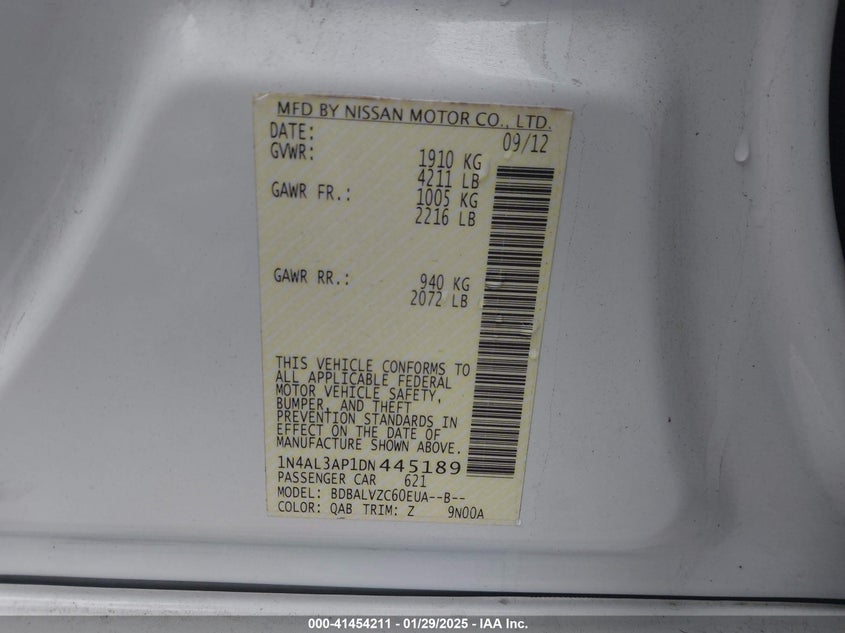 MFD BY NISSAN MOTOR CO., LTD.
DATE: 09/12
GVWR: 1910 KG
4211 LB
GAWR FR.: 1005 KG
2216 LB
GAWR RR.: 940 KG
2072 LB
THIS VEHICLE CONFORMS TO
ALL APPLICABLE FEDERAL
MOTOR VEHICLE SAFETY,
BUMPER, AND THEFT
PREVENTION STANDARDS IN
EFFECT ON THE DATE OF
MANUFACTURE SHOWN ABOVE.
1N4AL3AP1DN445189
PASSENGER CAR 621
MODEL: BDBALVZC60EUA--B--
COLOR: QAB TRIM: Z 9N00A
000-41454211 - 01/29/2025 - IAA Inc.